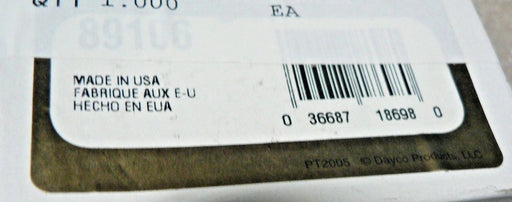 QTY 1.000 EA
89106
MADE IN USA
FABRIQUE AUX E-U
HECHO EN EUA
0 36687 18698 0
PT2005 © Dayco Products, LLC